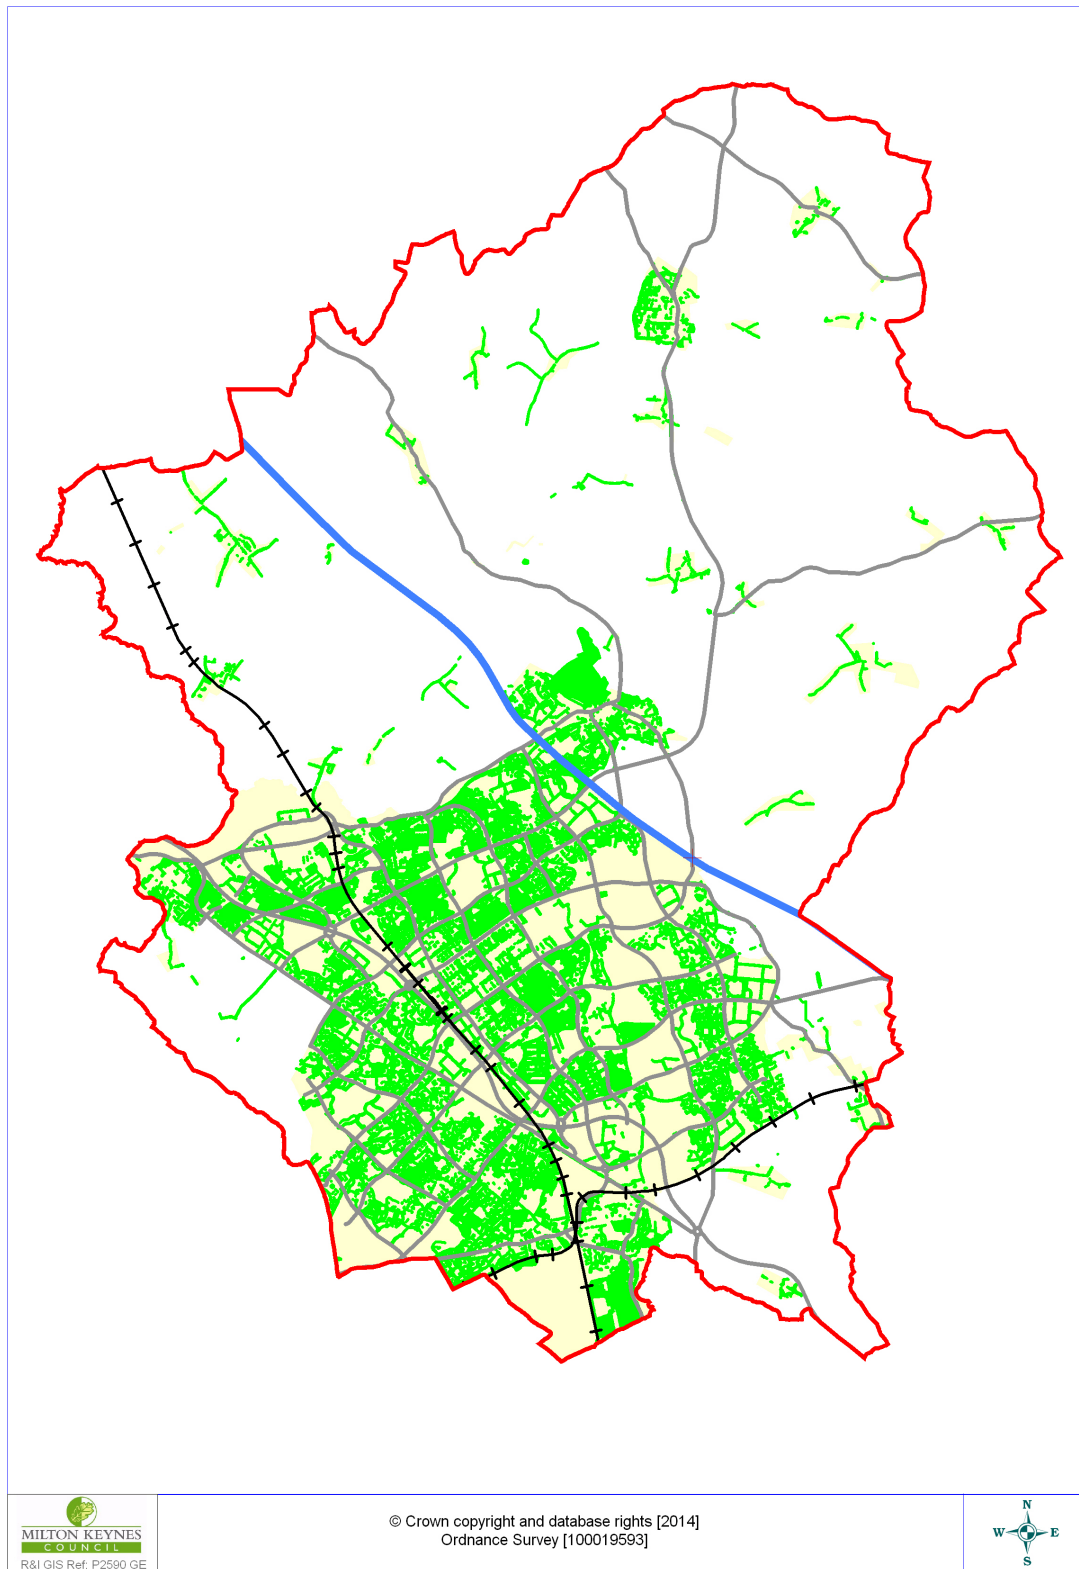 MILTON KEYNES
COUNCIL
R&I GIS Ref: P2590 GE
© Crown copyright and database rights [2014]
Ordnance Survey [100019593]
N
W E
S